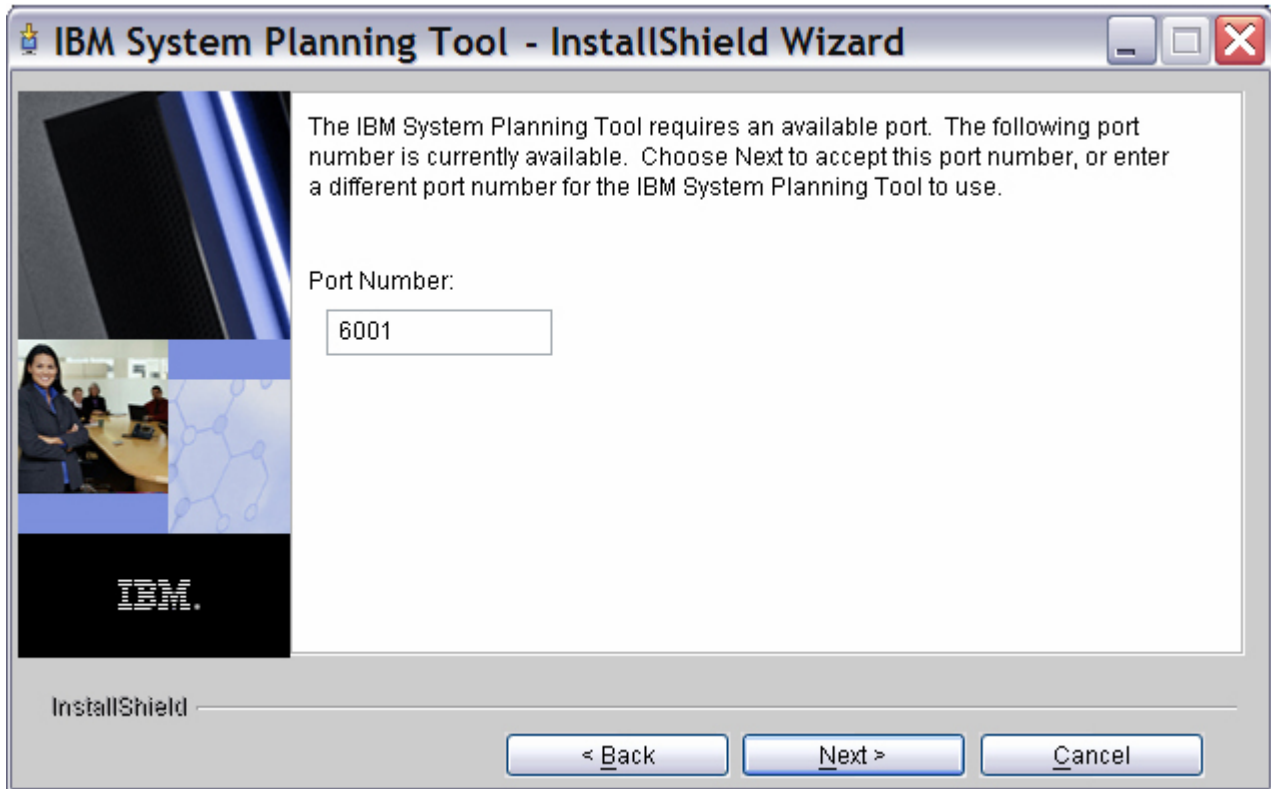 IBM System Planning Tool - InstallShield Wizard
The IBM System Planning Tool requires an available port.  The following port
number is currently available.  Choose Next to accept this port number, or enter
a different port number for the IBM System Planning Tool to use.
Port Number:
6001
IBM.
InstallShield
< Back
Next >
Cancel